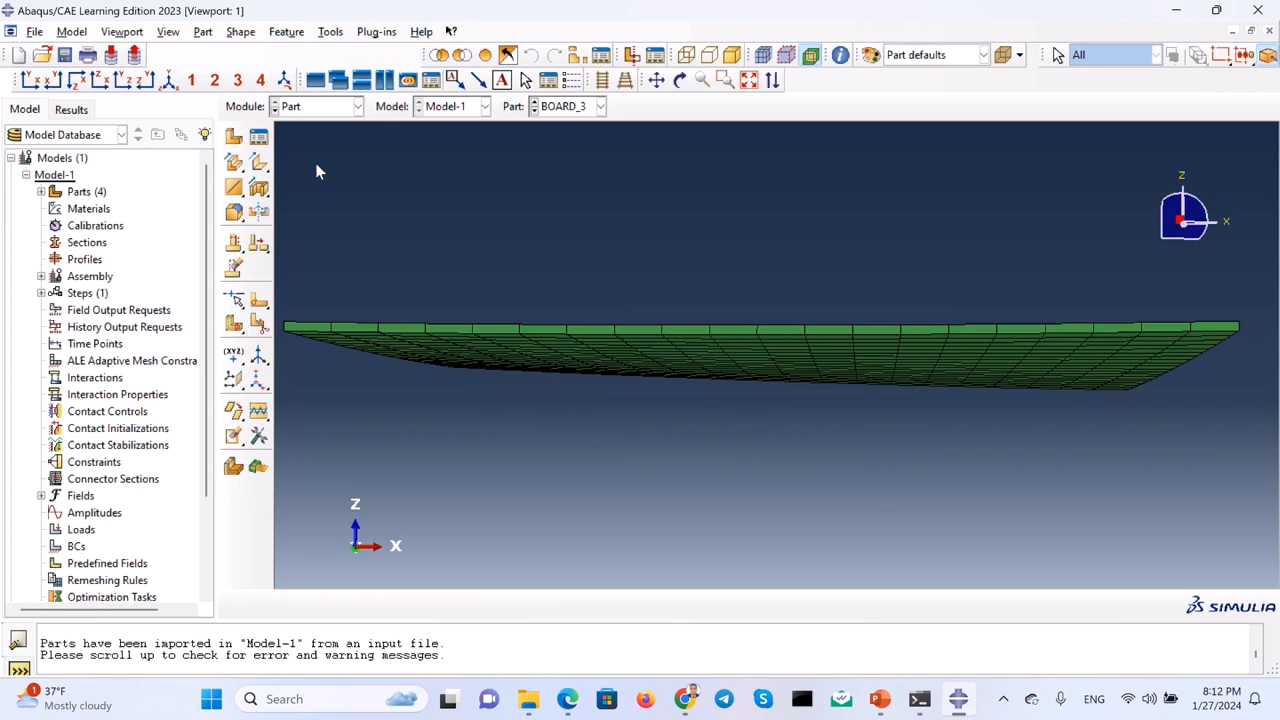 Abaqus/CAE Learning Edition 2023 [Viewport: 1]
File Model Viewport View Part Shape Feature Tools Plug-ins Help
Part defaults All
1 2 3 4 A
Model Results Module: Part Model: Model-1 Part: BOARD_3
Model Database
Models (1)
Model-1
Parts (4)
Materials
Calibrations
Sections
Profiles
Assembly
Steps (1)
Field Output Requests
History Output Requests
Time Points
ALE Adaptive Mesh Constra
Interactions
Interaction Properties
Contact Controls
Contact Initializations
Contact Stabilizations
Constraints
Connector Sections
Fields
Amplitudes
Loads
BCs
Predefined Fields
Remeshing Rules
Optimization Tasks
(XYZ)
Z
X
Z
X
SIMULIA
Parts have been imported in "Model-1" from an input file.
Please scroll up to check for error and warning messages.
>>>
1
37°F
Mostly cloudy
Search
ENG
8:12 PM
1/27/2024